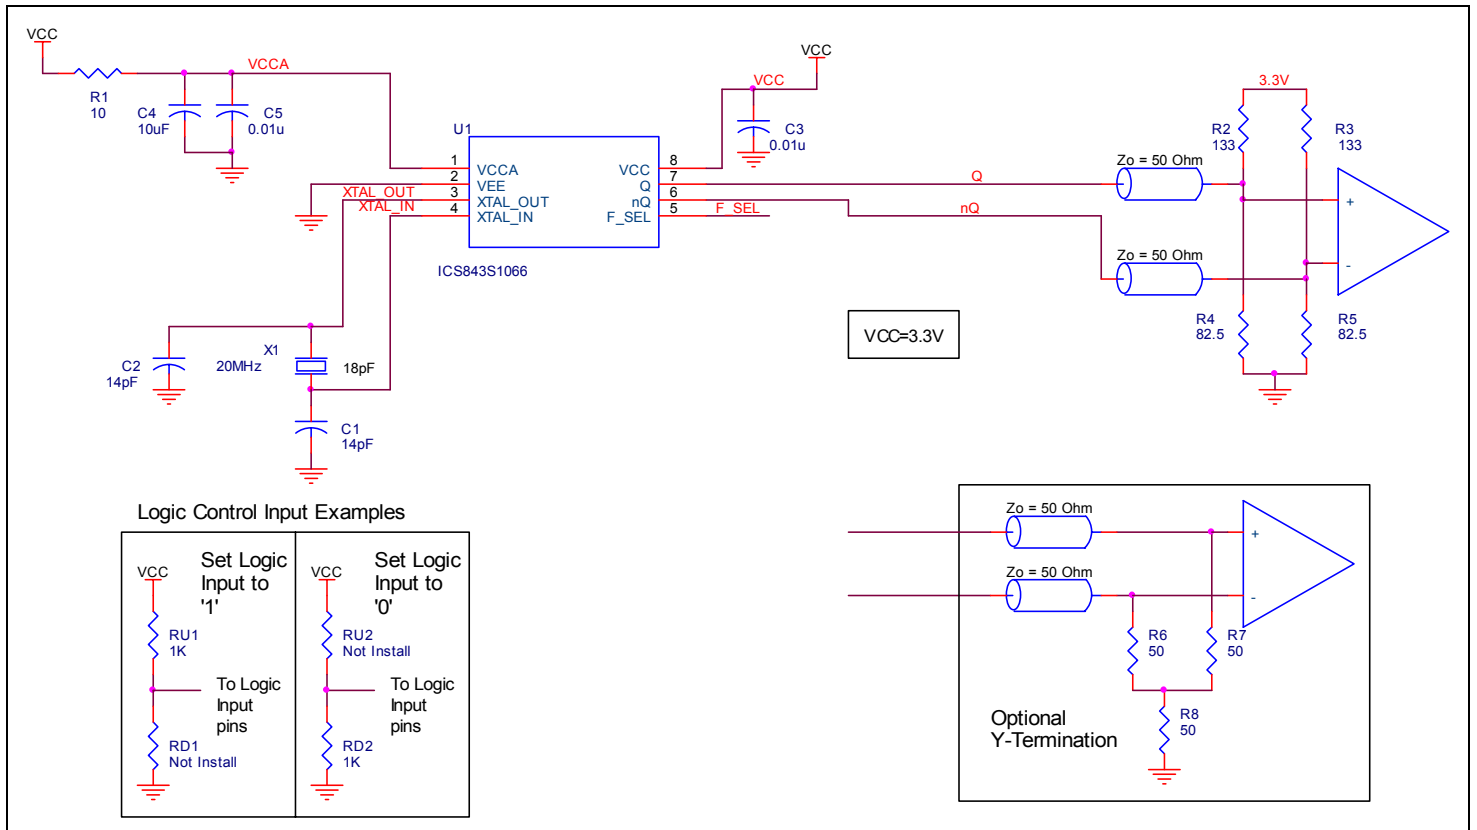 VCC
R1
10
VCCA
C4
10uF
C5
0.01u
VCC
VCC
C3
0.01u
U1
1
2
3
4
VCCA
VEE
XTAL_OUT
XTAL_IN
VCC
Q
nQ
F_SEL
8
7
6
5
XTAL_OUT
XTAL_IN
F_SEL
ICS843S1066
Q
nQ
Zo = 50 Ohm
Zo = 50 Ohm
3.3V
R2
133
R3
133
+
-
R4
82.5
R5
82.5
VCC=3.3V
C2
14pF
X1
20MHz
18pF
C1
14pF
Logic Control Input Examples
VCC
Set Logic
Input to
'1'
RU1
1K
To Logic
Input
pins
RD1
Not Install
VCC
Set Logic
Input to
'0'
RU2
Not Install
To Logic
Input
pins
RD2
1K
Zo = 50 Ohm
Zo = 50 Ohm
+
-
R6
50
R7
50
R8
50
Optional
Y-Termination